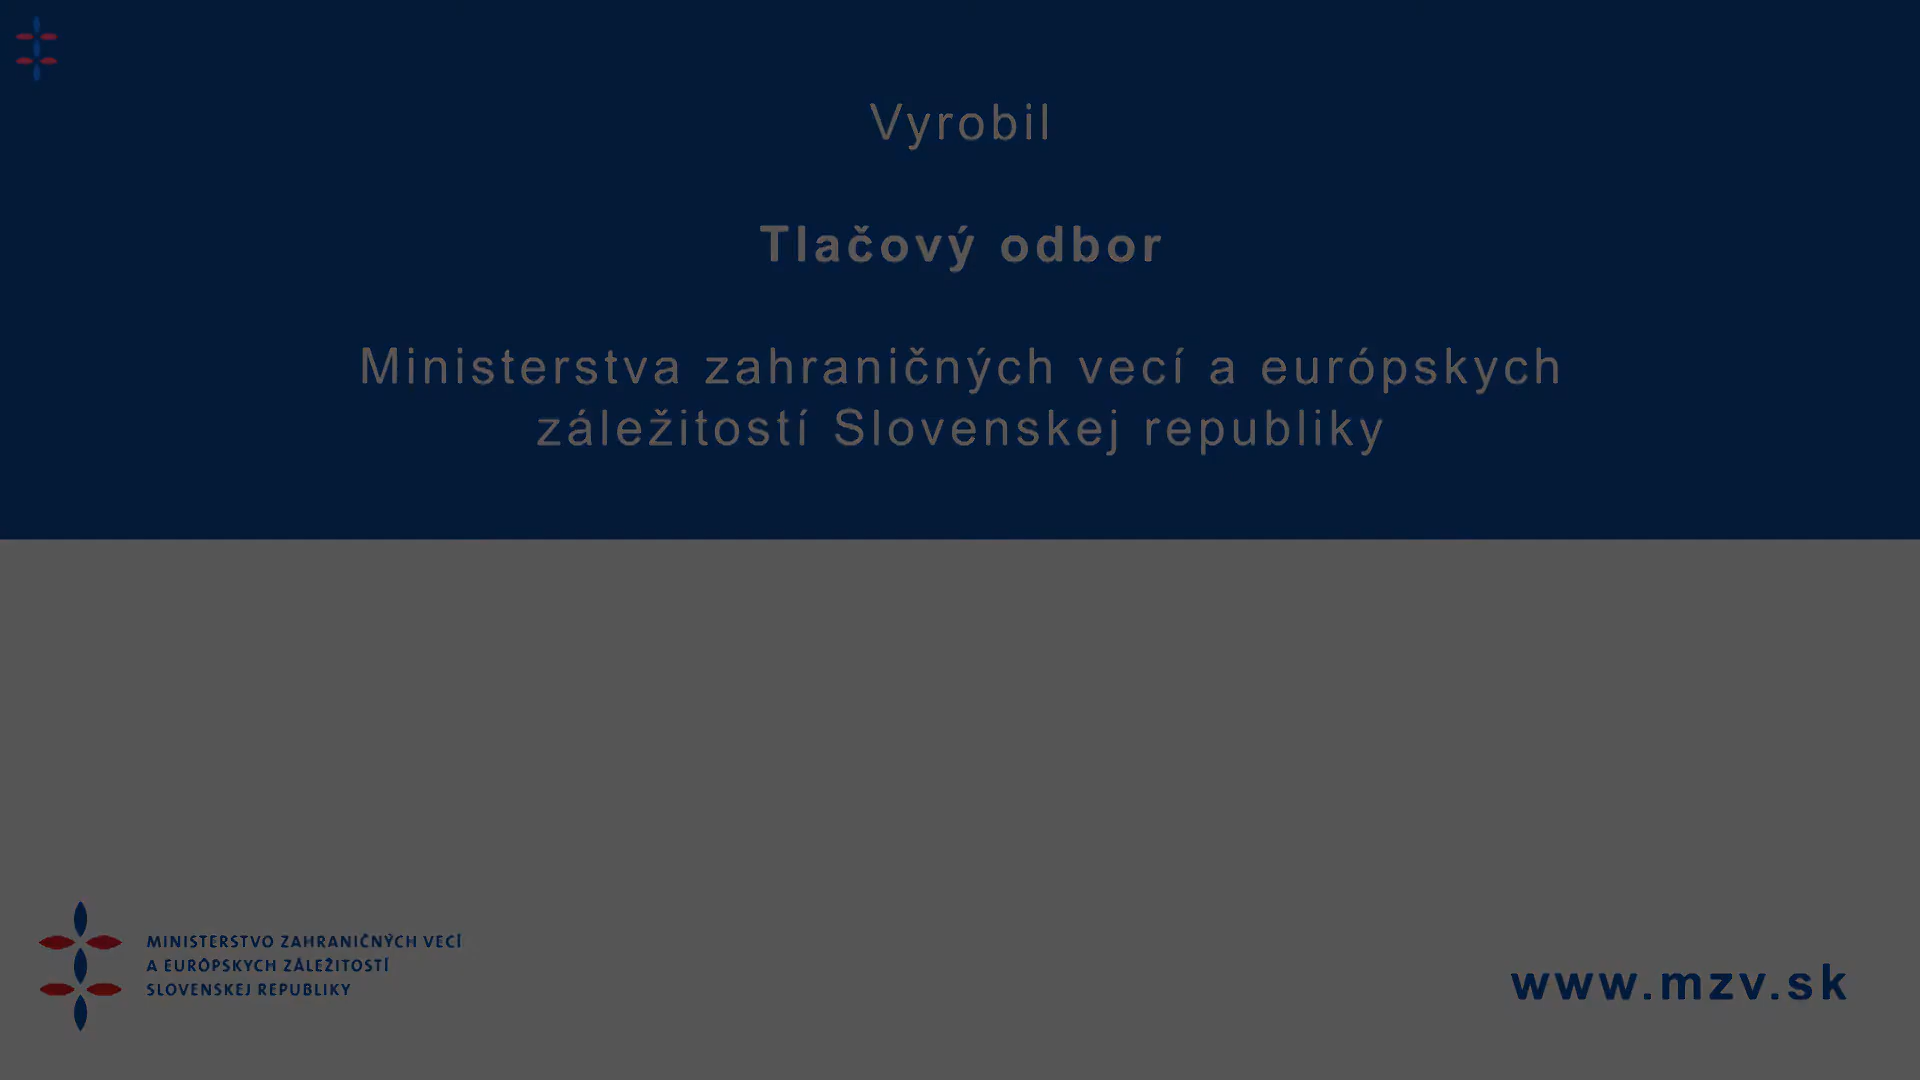 Vyrobil
Tlačový odbor
Ministerstva zahraničných vecí a európskych
záležitostí Slovenskej republiky
MINISTERSTVO ZAHRANIČNÝCH VECÍ
A EURÓPSKYCH ZÁLEŽITOSTÍ
SLOVENSKEJ REPUBLIKY
www.mzv.sk